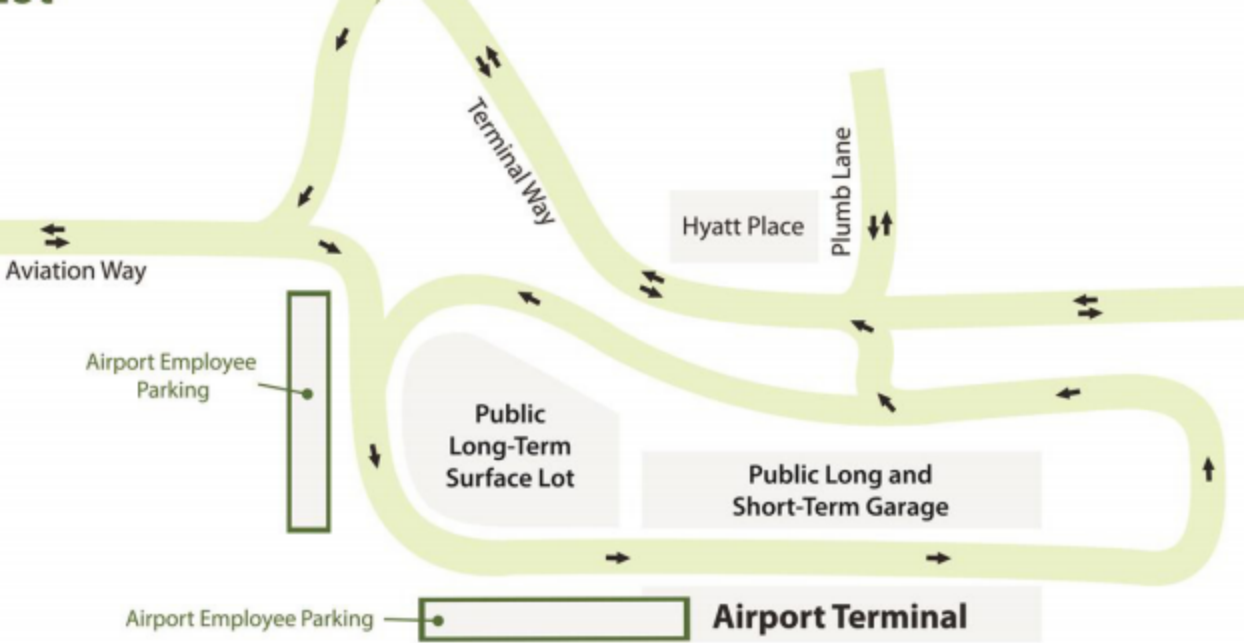 Terminal Way
Plumb Lane
Hyatt Place
Aviation Way
Airport Employee
Parking
Public
Long-Term
Surface Lot
Public Long and
Short-Term Garage
Airport Employee Parking
Airport Terminal